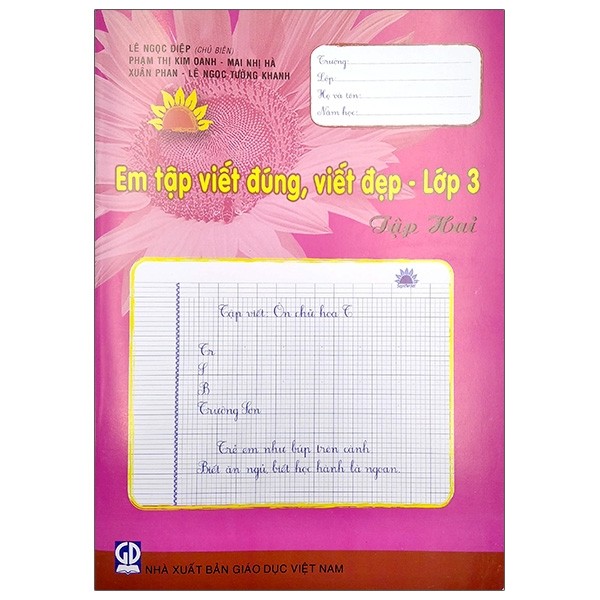 LÊ NGỌC ĐIỆP (CHỦ BIÊN)
PHẠM THỊ KIM OANH - MAI NHỊ HÀ
XUÂN PHAN - LÊ NGỌC TƯỜNG KHANH
Trường:
Lớp:
Họ và tên:
Năm học:
Em tập viết đúng, viết đẹp - Lớp 3
Tập Hai
Tập viết: Ôn chữ hoa T
Tr
S
B
Trường Sơn
Trẻ em như búp trên cành
Biết ăn ngủ, biết học hành là ngoan.
GD
NHÀ XUẤT BẢN GIÁO DỤC VIỆT NAM